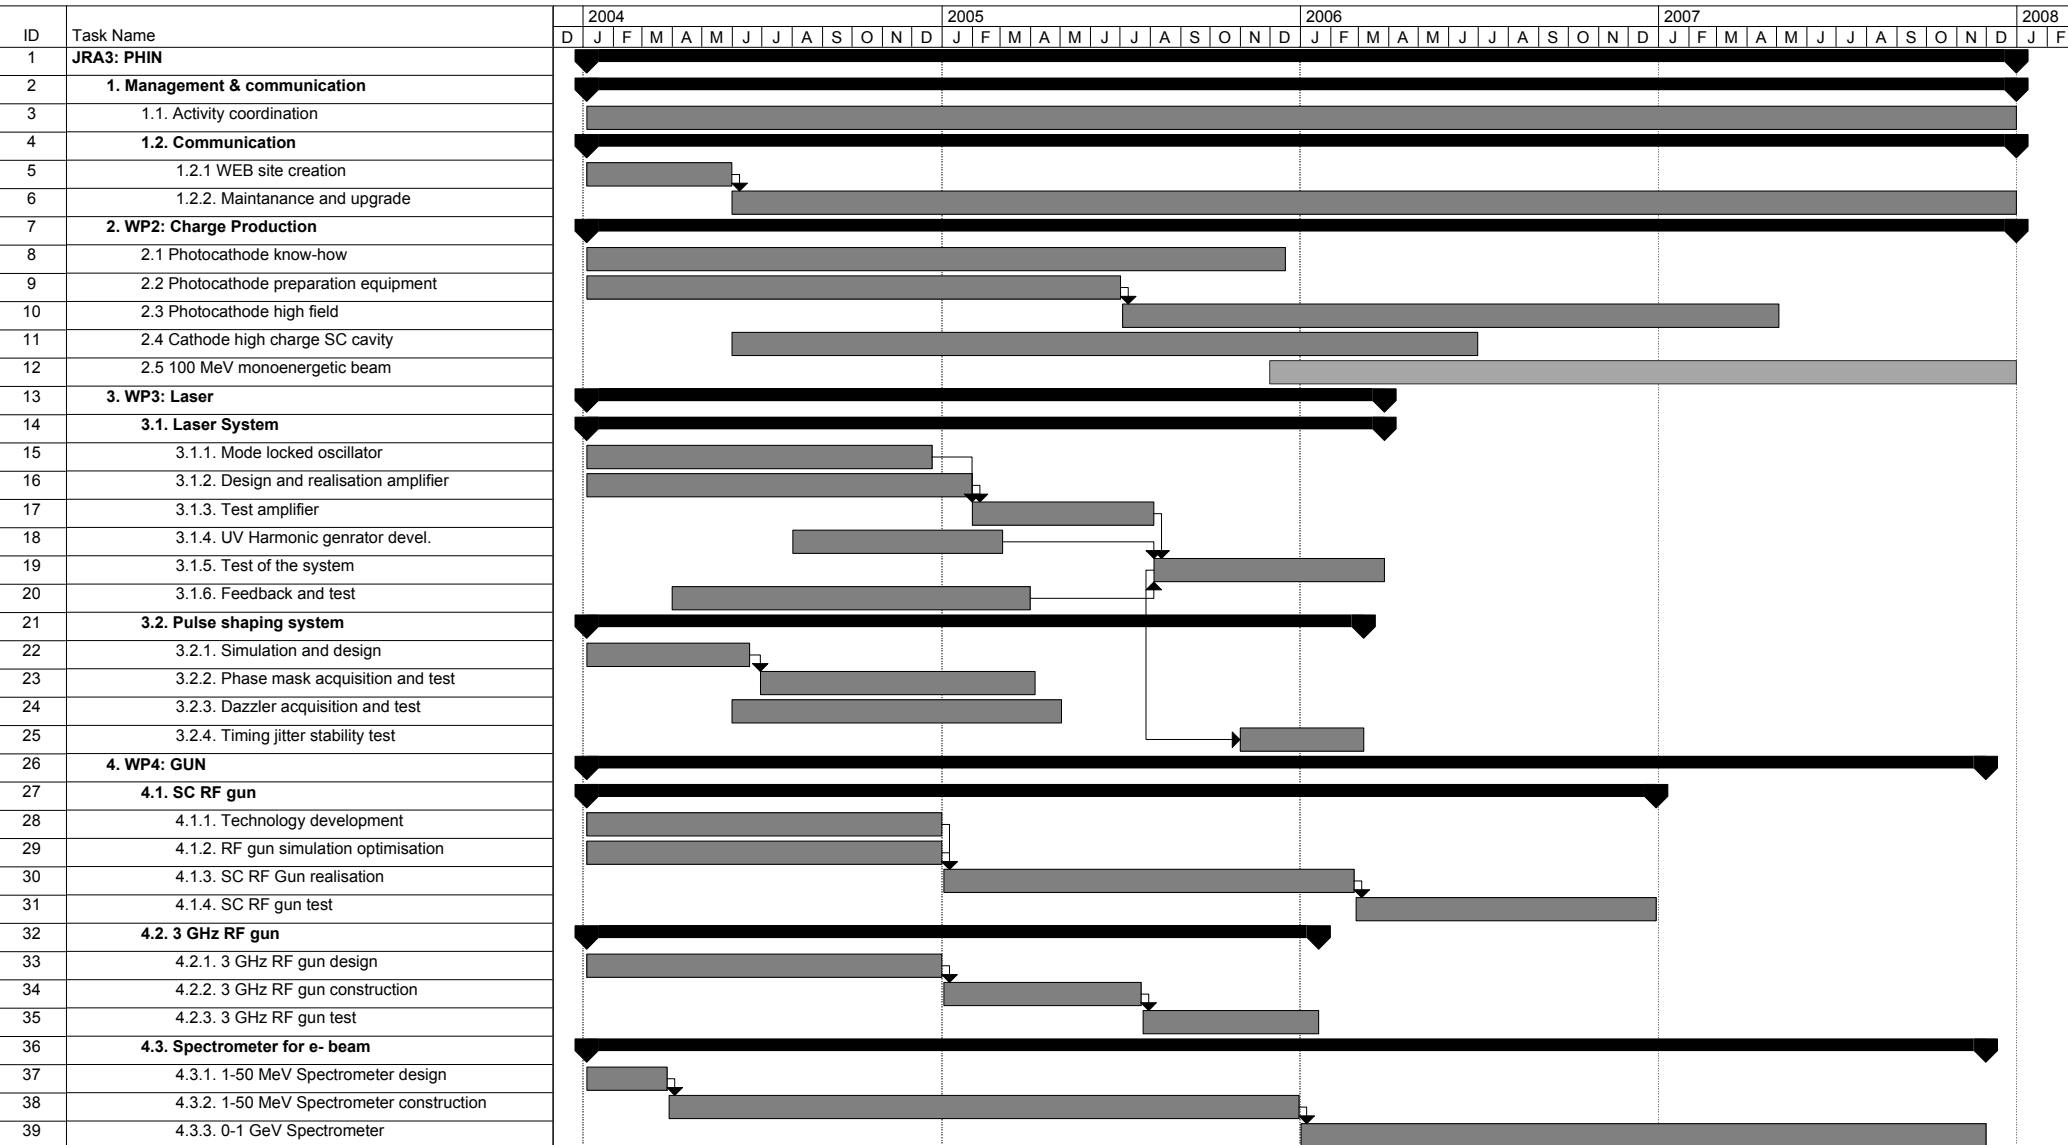 2004 2005 2006 2007 2008
ID Task Name D J F M A M J J A S O N D J F M A M J J A S O N D J F M A M J J A S O N D J F M A M J J A S O N D J F
1 JRA3: PHIN
2 1. Management & communication
3 1.1. Activity coordination
4 1.2. Communication
5 1.2.1 WEB site creation
6 1.2.2. Maintanance and upgrade
7 2. WP2: Charge Production
8 2.1 Photocathode know-how
9 2.2 Photocathode preparation equipment
10 2.3 Photocathode high field
11 2.4 Cathode high charge SC cavity
12 2.5 100 MeV monoenergetic beam
13 3. WP3: Laser
14 3.1. Laser System
15 3.1.1. Mode locked oscillator
16 3.1.2. Design and realisation amplifier
17 3.1.3. Test amplifier
18 3.1.4. UV Harmonic genrator devel.
19 3.1.5. Test of the system
20 3.1.6. Feedback and test
21 3.2. Pulse shaping system
22 3.2.1. Simulation and design
23 3.2.2. Phase mask acquisition and test
24 3.2.3. Dazzler acquisition and test
25 3.2.4. Timing jitter stability test
26 4. WP4: GUN
27 4.1. SC RF gun
28 4.1.1. Technology development
29 4.1.2. RF gun simulation optimisation
30 4.1.3. SC RF Gun realisation
31 4.1.4. SC RF gun test
32 4.2. 3 GHz RF gun
33 4.2.1. 3 GHz RF gun design
34 4.2.2. 3 GHz RF gun construction
35 4.2.3. 3 GHz RF gun test
36 4.3. Spectrometer for e- beam
37 4.3.1. 1-50 MeV Spectrometer design
38 4.3.2. 1-50 MeV Spectrometer construction
39 4.3.3. 0-1 GeV Spectrometer